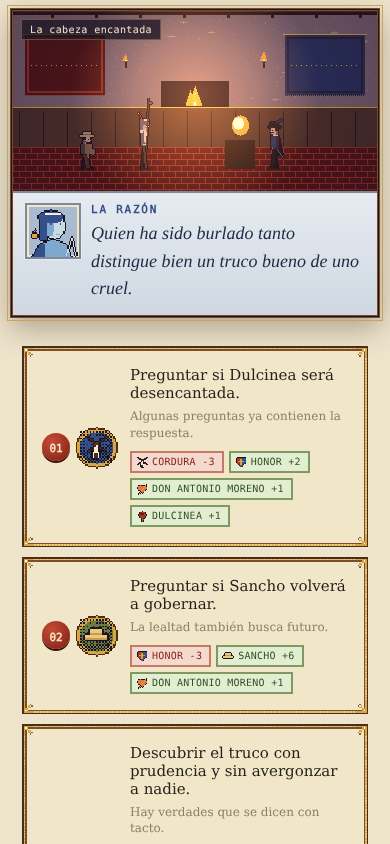 La cabeza encantada
LA RAZÓN
Quien ha sido burlado tanto
distingue bien un truco bueno de uno
cruel.
01
Preguntar si Dulcinea será
desencantada.
Algunas preguntas ya contienen la
respuesta.
CORDURA -3 HONOR +2
DON ANTONIO MORENO +1
DULCINEA +1
02
Preguntar si Sancho volverá
a gobernar.
La lealtad también busca futuro.
HONOR -3 SANCHO +6
DON ANTONIO MORENO +1
Descubrir el truco con
prudencia y sin avergonzar
a nadie.
Hay verdades que se dicen con
tacto.